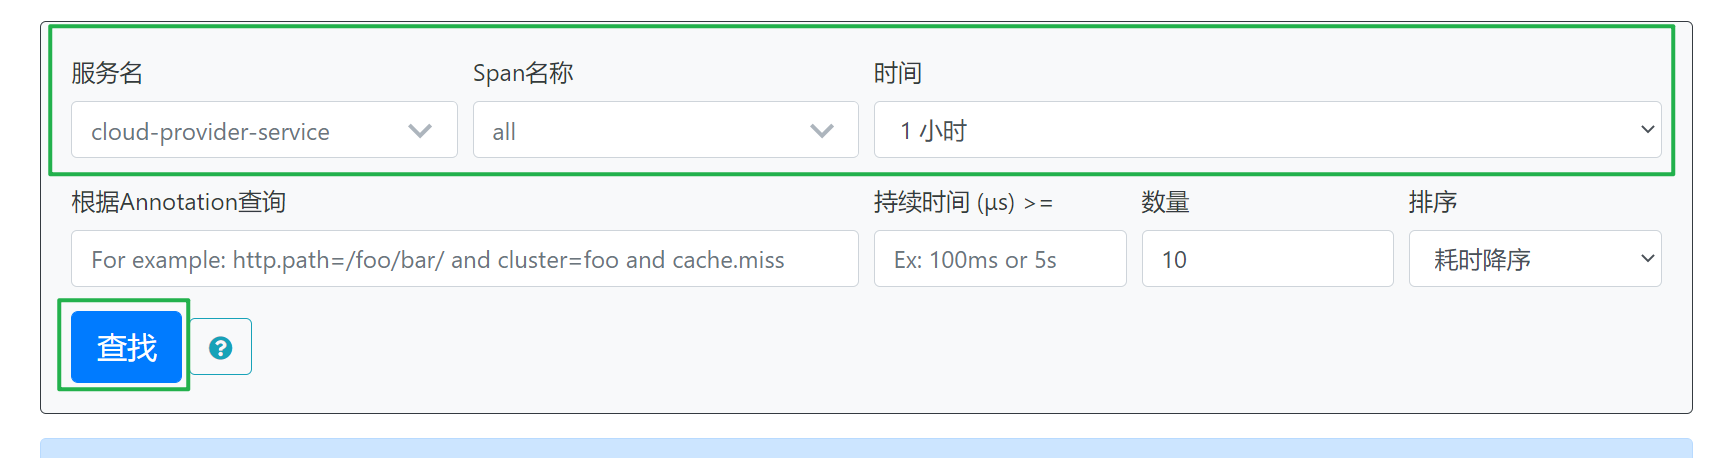 服务名 Span名称 时间
cloud-provider-service all 1 小时
根据Annotation查询 持续时间 (μs) >= 数量 排序
For example: http.path=/foo/bar/ and cluster=foo and cache.miss Ex: 100ms or 5s 10 耗时降序
查找 ?